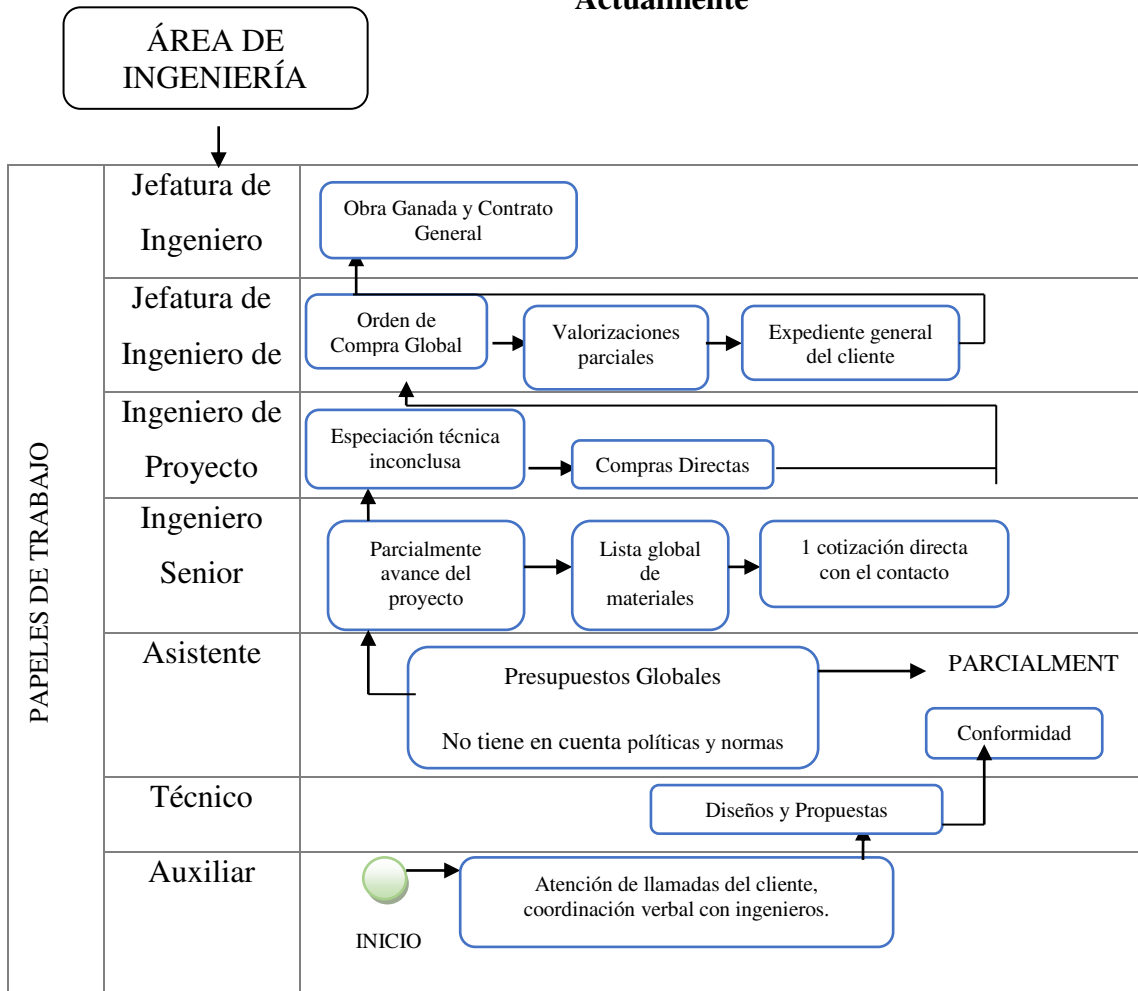 Actualmente
ÁREA DE
INGENIERÍA
PAPELES DE TRABAJO
Jefatura de
Ingeniero
Obra Ganada y Contrato
General
Jefatura de
Ingeniero de
Orden de
Compra Global
Valorizaciones
parciales
Expediente general
del cliente
Ingeniero de
Proyecto
Especiación técnica
inconclusa
Compras Directas
Ingeniero
Senior
Parcialmente
avance del
proyecto
Lista global
de
materiales
1 cotización directa
con el contacto
Asistente
Presupuestos Globales
No tiene en cuenta políticas y normas
PARCIALMENT
Conformidad
Técnico
Diseños y Propuestas
Auxiliar
INICIO
Atención de llamadas del cliente,
coordinación verbal con ingenieros.